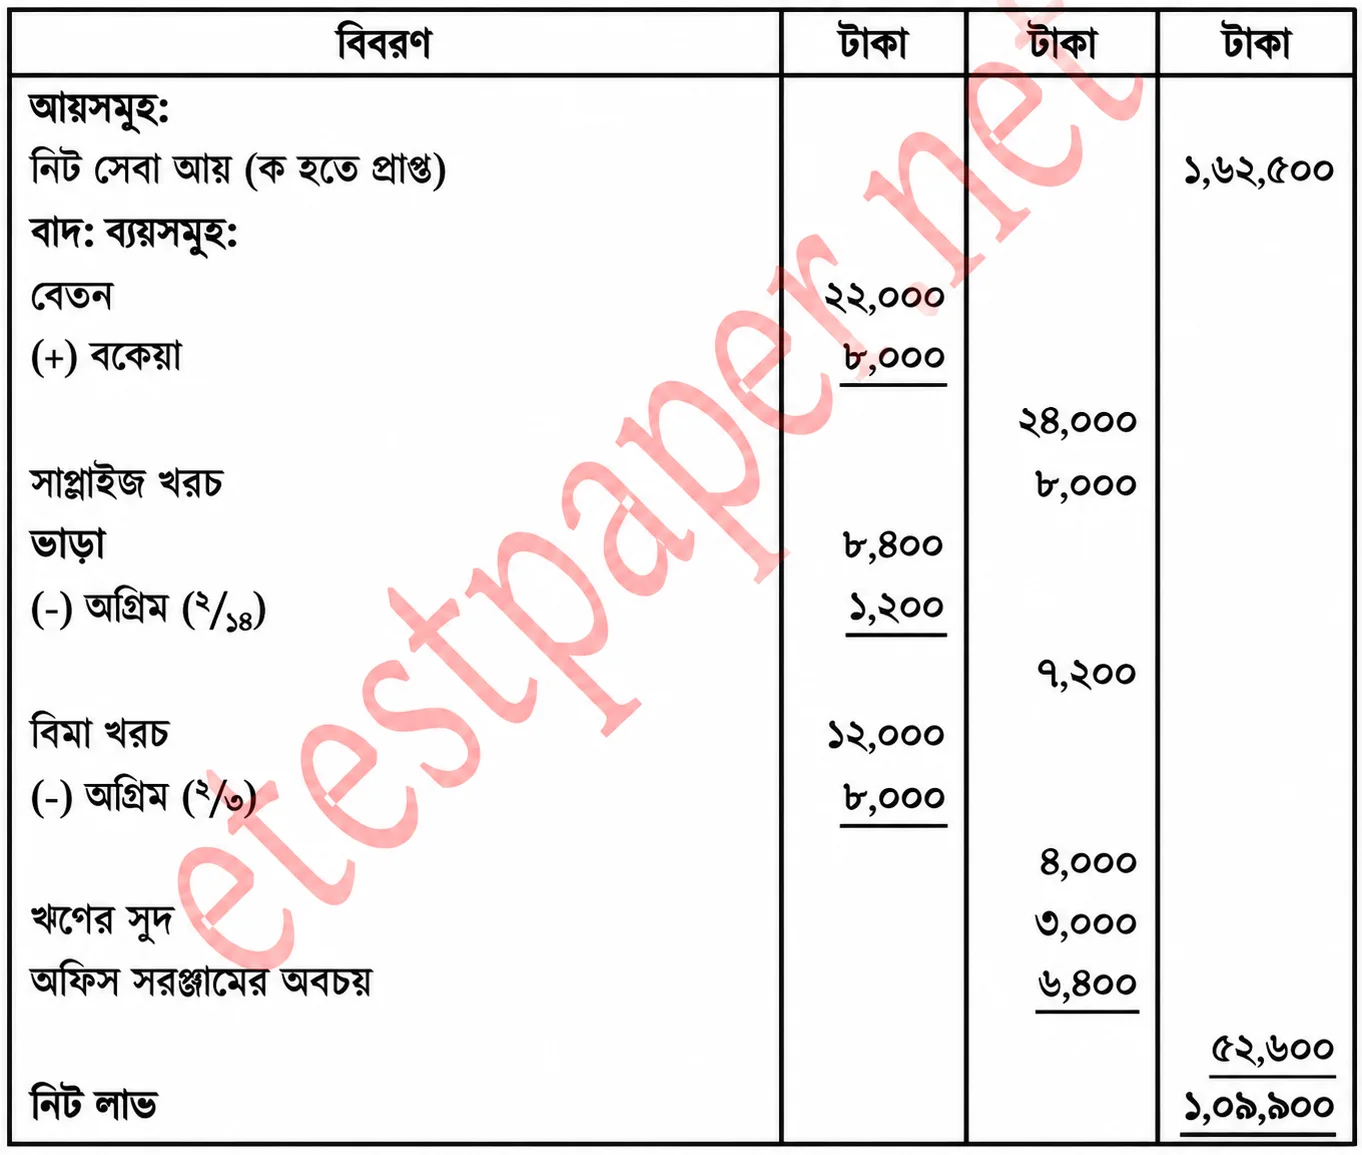 বিবরণ টাকা টাকা টাকা
আয়সমূহ:
নিট সেবা আয় (ক হতে প্রাপ্ত) ১,৬২,৫০০
বাদ: ব্যয়সমূহ:
বেতন ২২,০০০
(+) বকেয়া ৮,০০০
২৪,০০০
সাপ্লাইজ খরচ ৮,০০০
ভাড়া ৮,৪০০
(-) অগ্রিম (২/১৪) ১,২০০
৭,২০০
বিমা খরচ ১২,০০০
(-) অগ্রিম (২/৩) ৮,০০০
৪,০০০
ঋণের সুদ ৩,০০০
অফিস সরঞ্জামের অবচয় ৬,৪০০
৫২,৬০০
নিট লাভ ১,০৯,৯০০
etestpaper.net